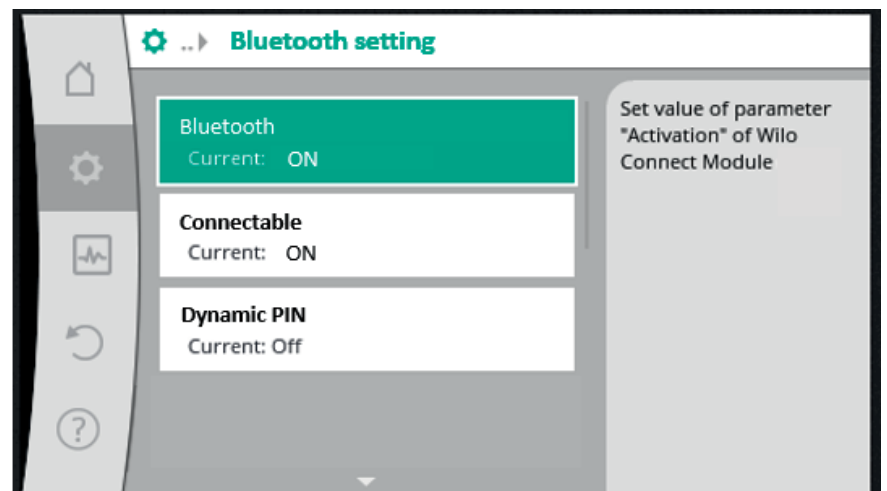 ..▸ Bluetooth setting
Bluetooth
Current: ON
Connectable
Current: ON
Dynamic PIN
Current: Off
Set value of parameter
"Activation" of Wilo
Connect Module
?